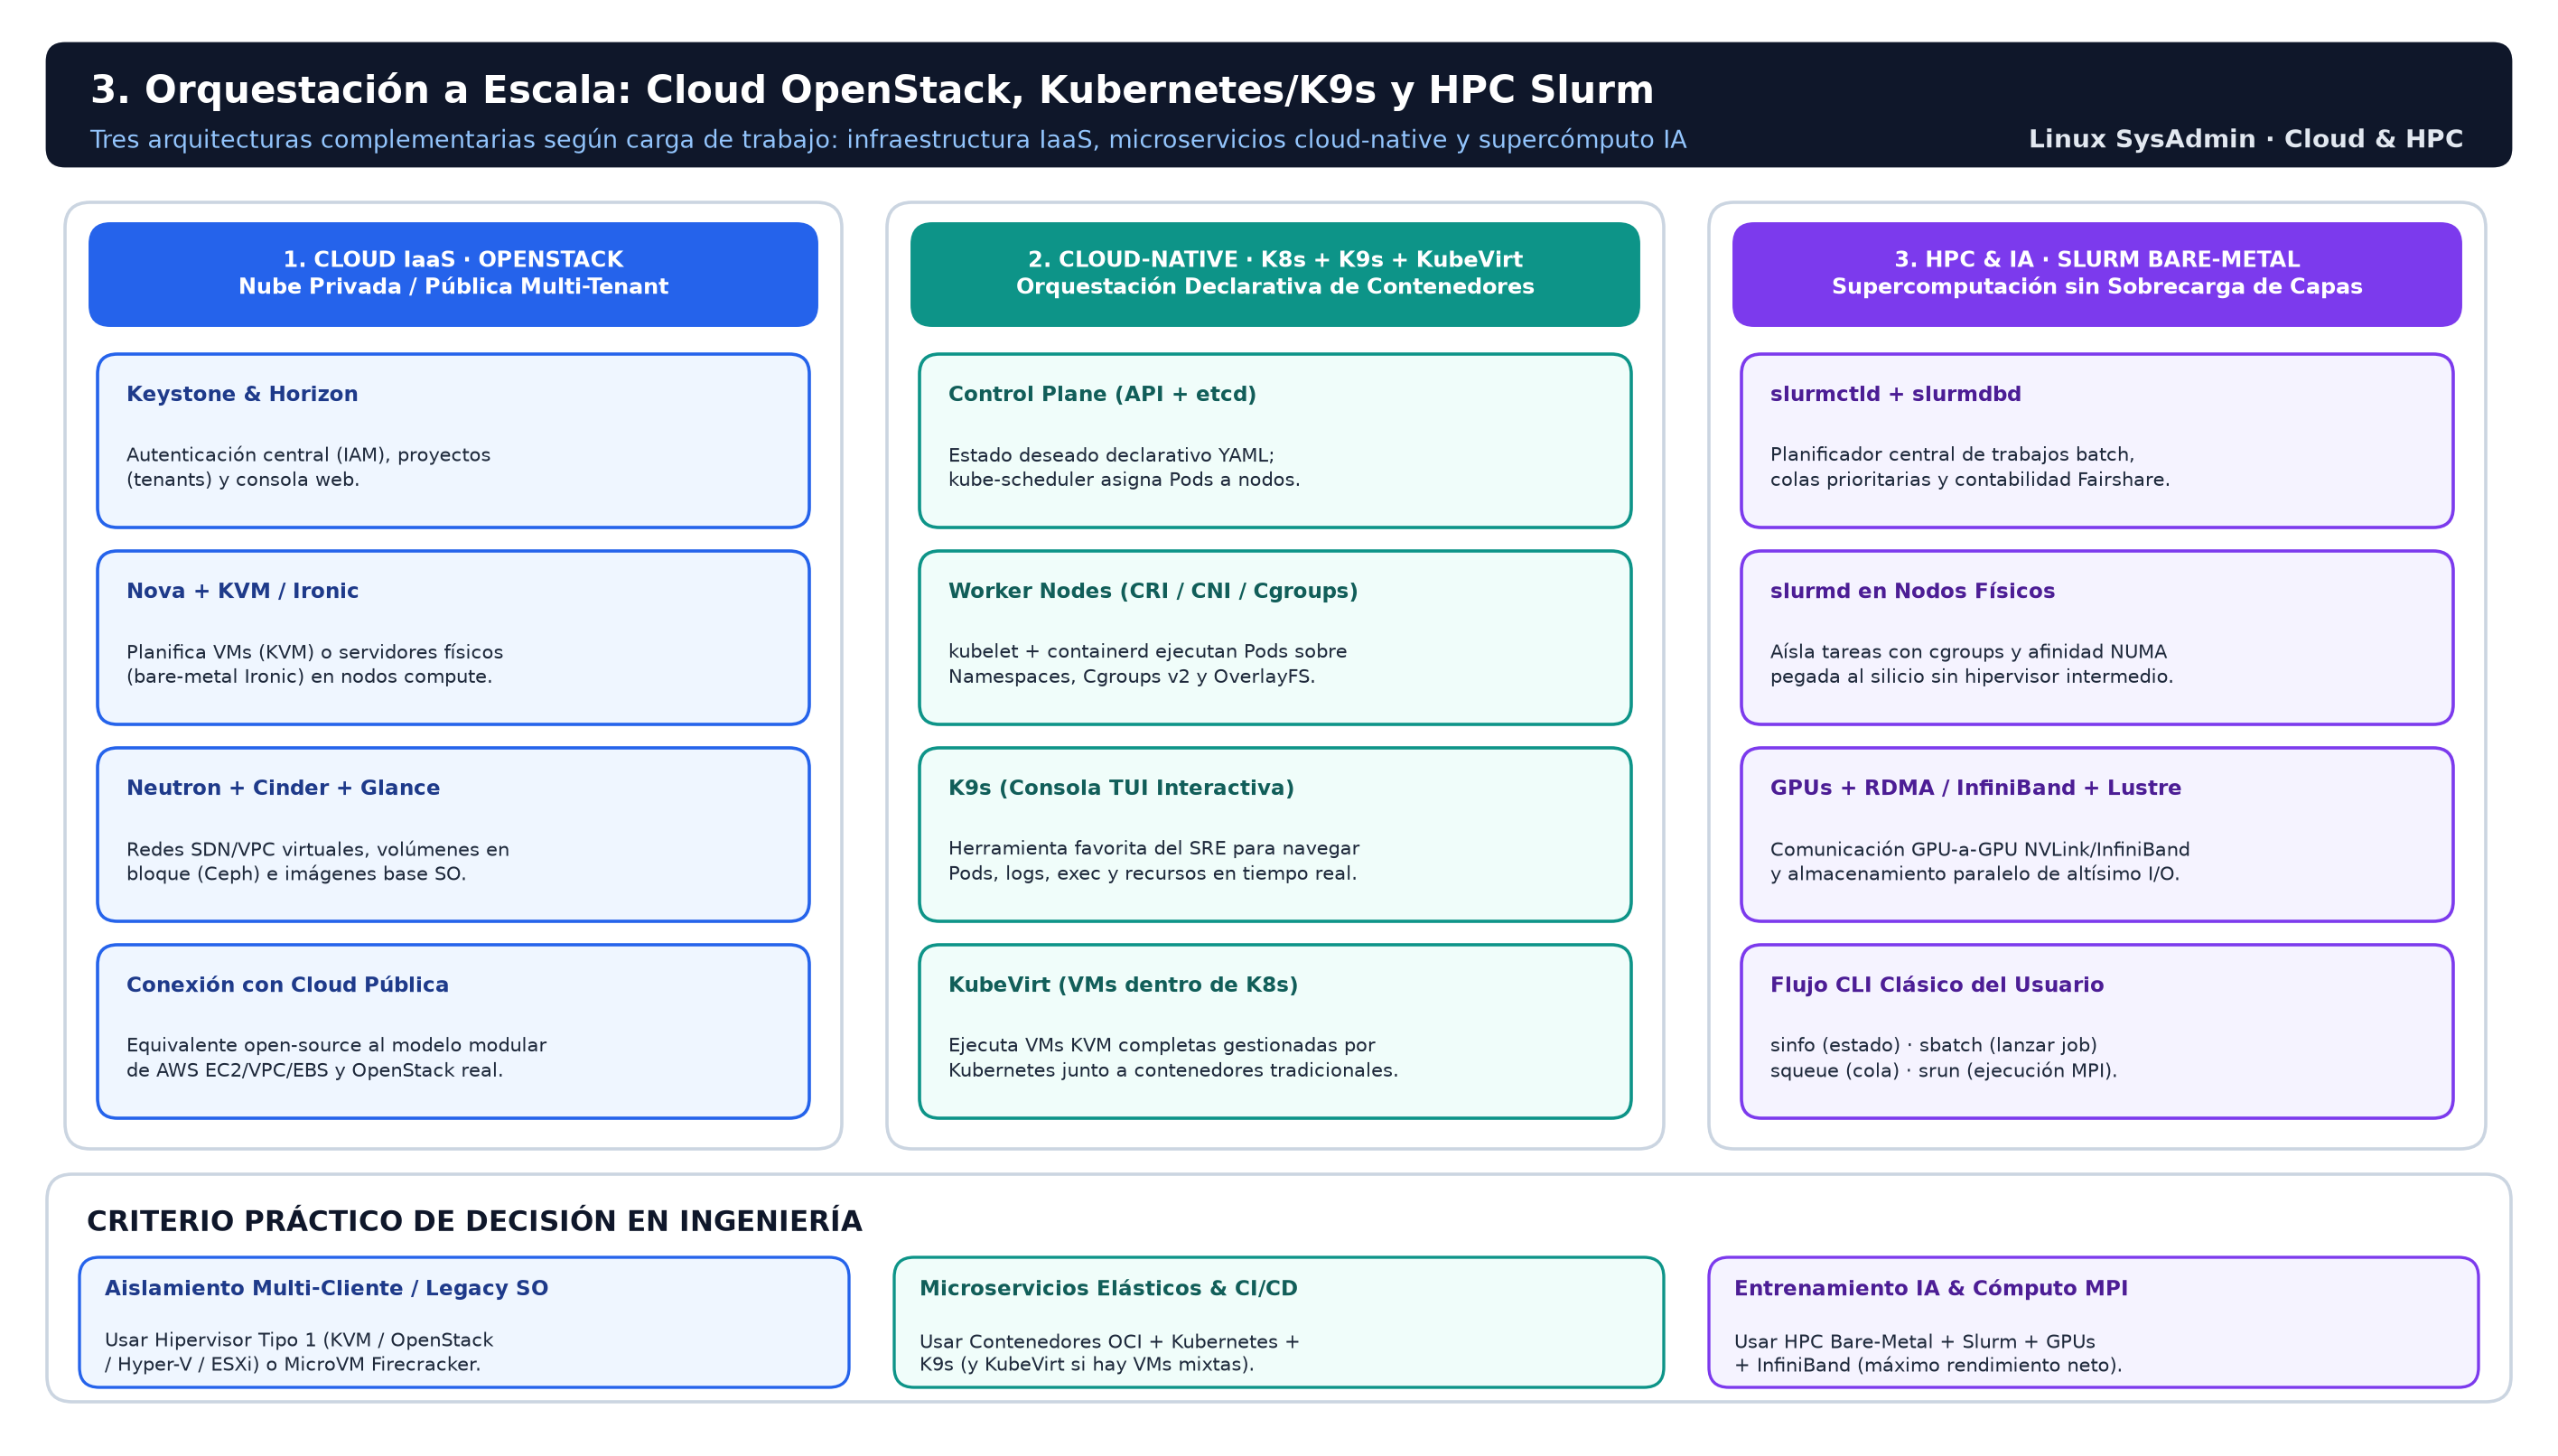 3. Orquestación a Escala: Cloud OpenStack, Kubernetes/K9s y HPC Slurm
Tres arquitecturas complementarias según carga de trabajo: infraestructura IaaS, microservicios cloud-native y supercómputo IA
Linux SysAdmin · Cloud & HPC
1. CLOUD IaaS · OPENSTACK
Nube Privada / Pública Multi-Tenant
Keystone & Horizon
Autenticación central (IAM), proyectos
(tenants) y consola web.
Nova + KVM / Ironic
Planifica VMs (KVM) o servidores físicos
(bare-metal Ironic) en nodos compute.
Neutron + Cinder + Glance
Redes SDN/VPC virtuales, volúmenes en
bloque (Ceph) e imágenes base SO.
Conexión con Cloud Pública
Equivalente open-source al modelo modular
de AWS EC2/VPC/EBS y OpenStack real.
2. CLOUD-NATIVE · K8s + K9s + KubeVirt
Orquestación Declarativa de Contenedores
Control Plane (API + etcd)
Estado deseado declarativo YAML;
kube-scheduler asigna Pods a nodos.
Worker Nodes (CRI / CNI / Cgroups)
kubelet + containerd ejecutan Pods sobre
Namespaces, Cgroups v2 y OverlayFS.
K9s (Consola TUI Interactiva)
Herramienta favorita del SRE para navegar
Pods, logs, exec y recursos en tiempo real.
KubeVirt (VMs dentro de K8s)
Ejecuta VMs KVM completas gestionadas por
Kubernetes junto a contenedores tradicionales.
3. HPC & IA · SLURM BARE-METAL
Supercomputación sin Sobrecarga de Capas
slurmctld + slurmdbd
Planificador central de trabajos batch,
colas prioritarias y contabilidad Fairshare.
slurmd en Nodos Físicos
Aísla tareas con cgroups y afinidad NUMA
pegada al silicio sin hipervisor intermedio.
GPUs + RDMA / InfiniBand + Lustre
Comunicación GPU-a-GPU NVLink/InfiniBand
y almacenamiento paralelo de altísimo I/O.
Flujo CLI Clásico del Usuario
sinfo (estado) · sbatch (lanzar job)
squeue (cola) · srun (ejecución MPI).
CRITERIO PRÁCTICO DE DECISIÓN EN INGENIERÍA
Aislamiento Multi-Cliente / Legacy SO
Usar Hipervisor Tipo 1 (KVM / OpenStack
/ Hyper-V / ESXi) o MicroVM Firecracker.
Microservicios Elásticos & CI/CD
Usar Contenedores OCI + Kubernetes +
K9s (y KubeVirt si hay VMs mixtas).
Entrenamiento IA & Cómputo MPI
Usar HPC Bare-Metal + Slurm + GPUs
+ InfiniBand (máximo rendimiento neto).